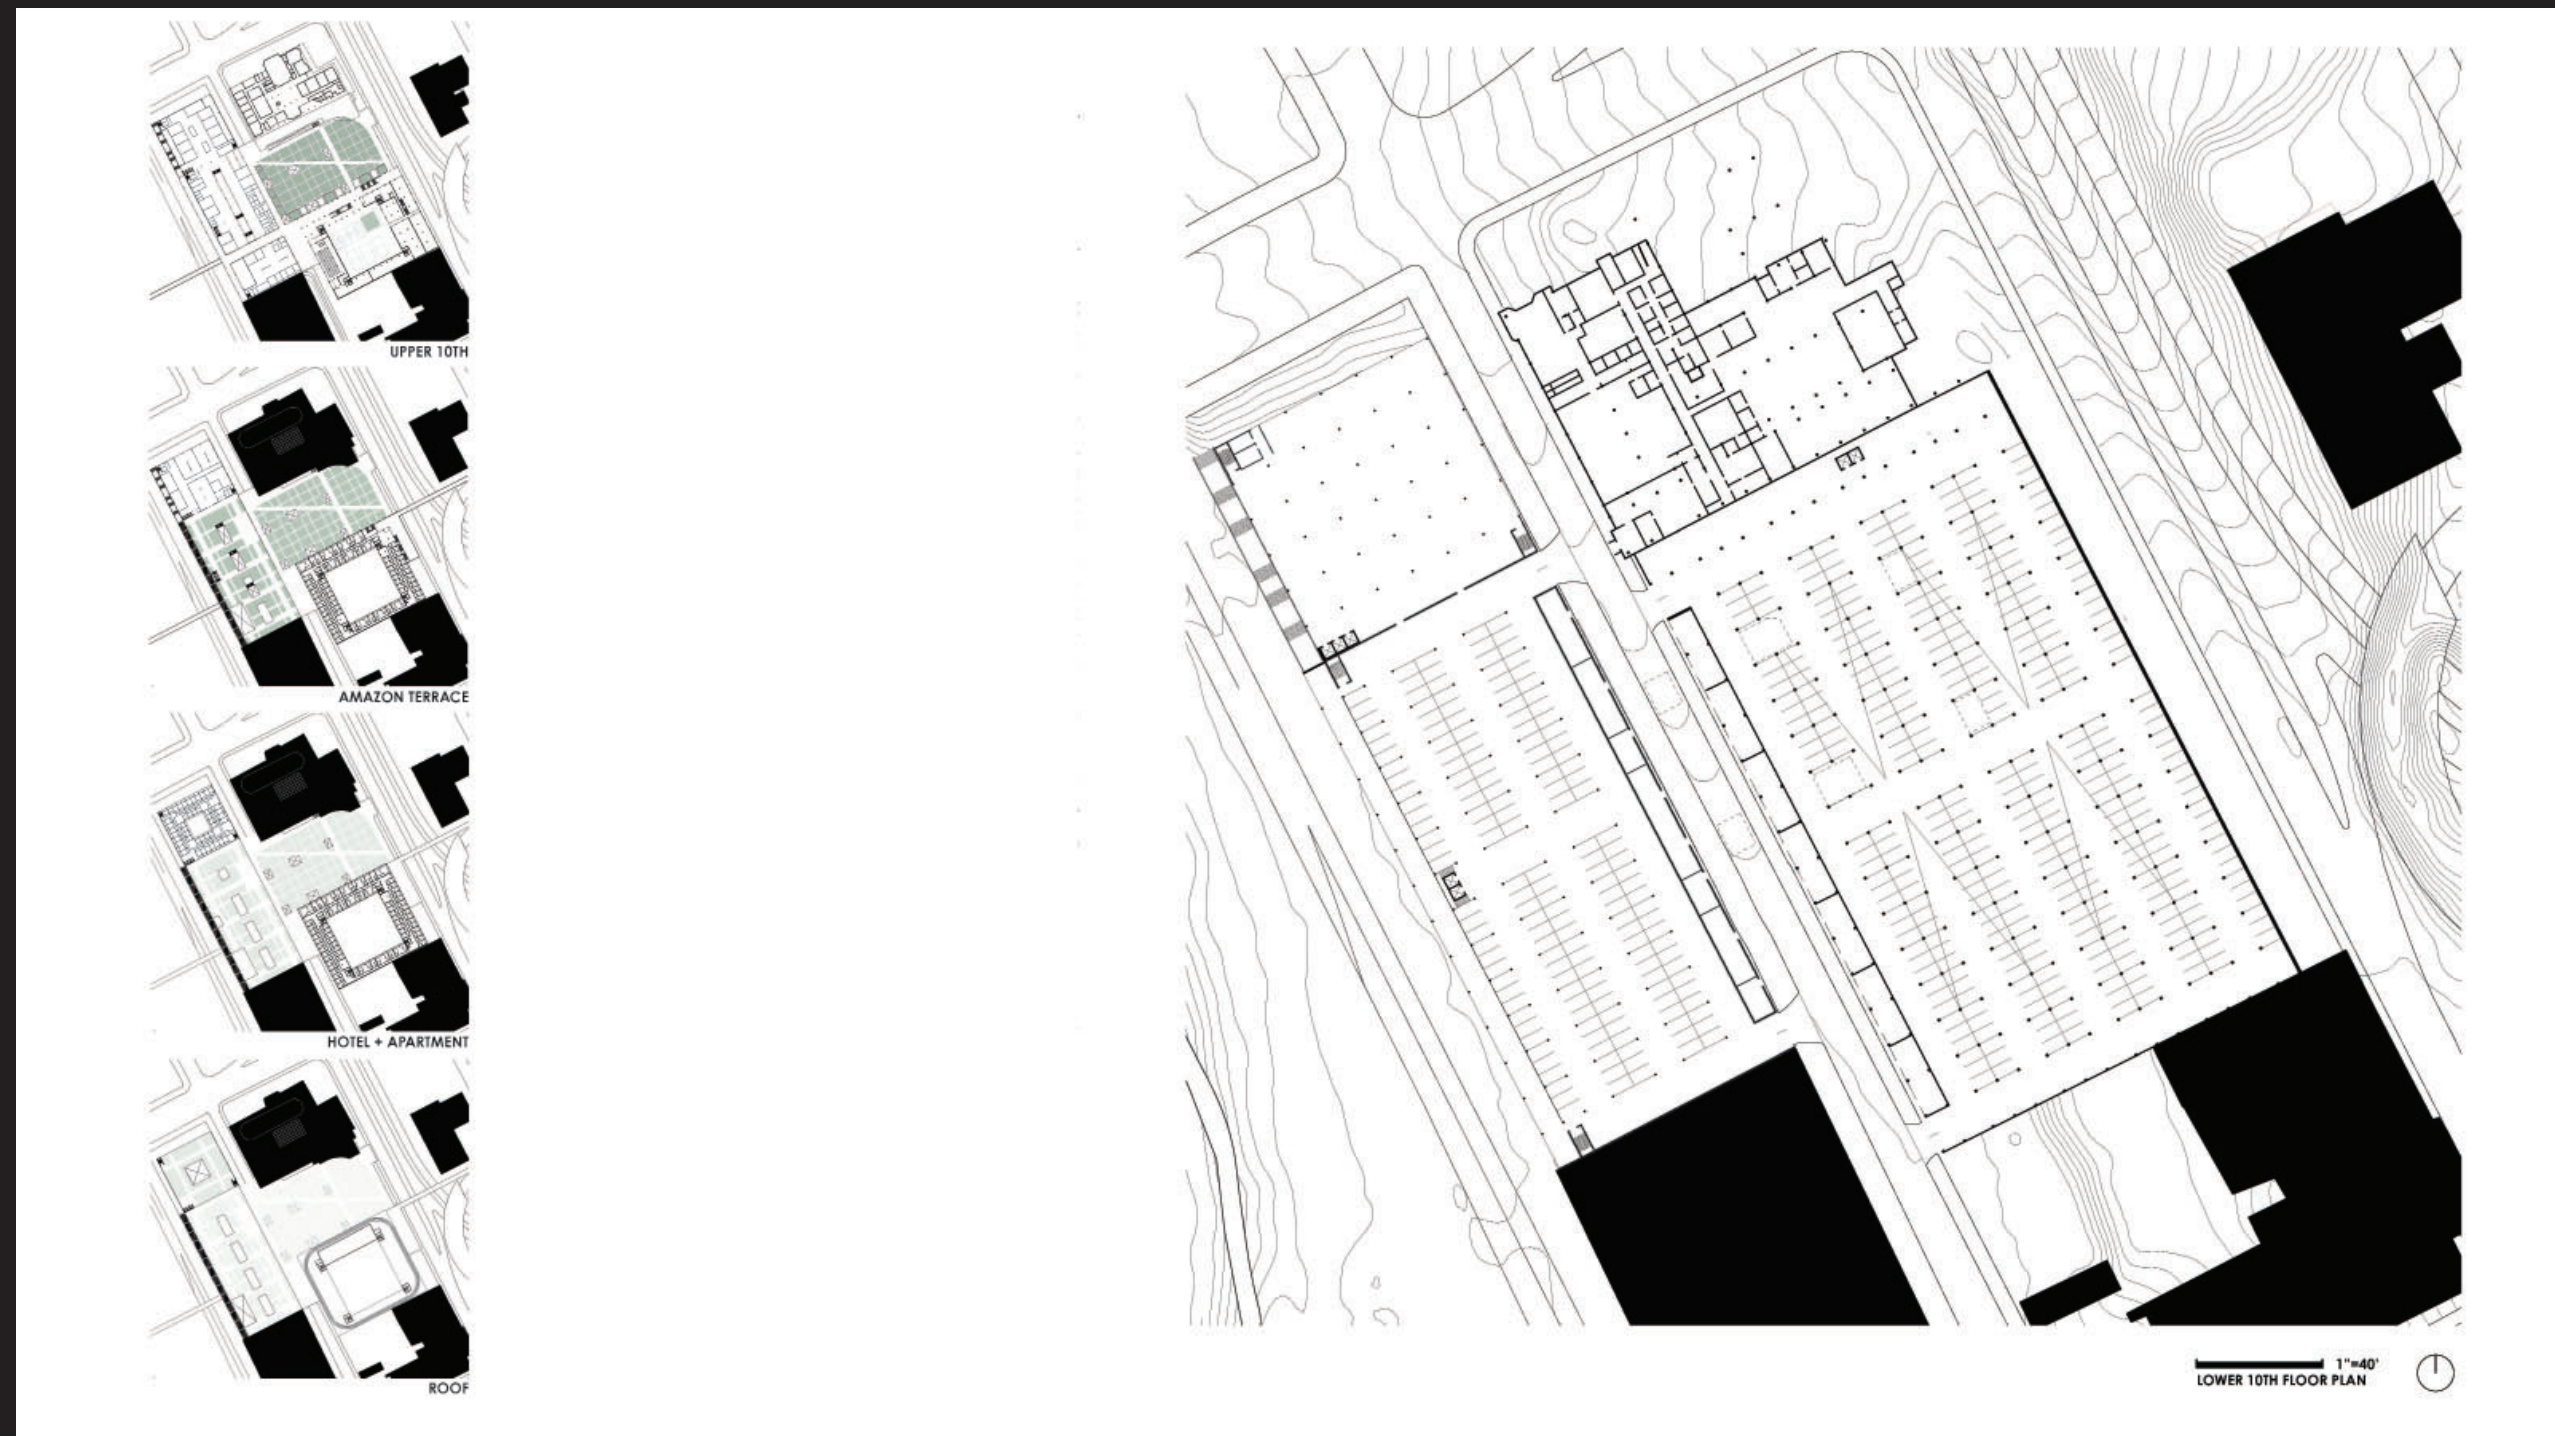 UPPER 10TH
AMAZON TERRACE
HOTEL + APARTMENT
ROOF
1"=40'
LOWER 10TH FLOOR PLAN